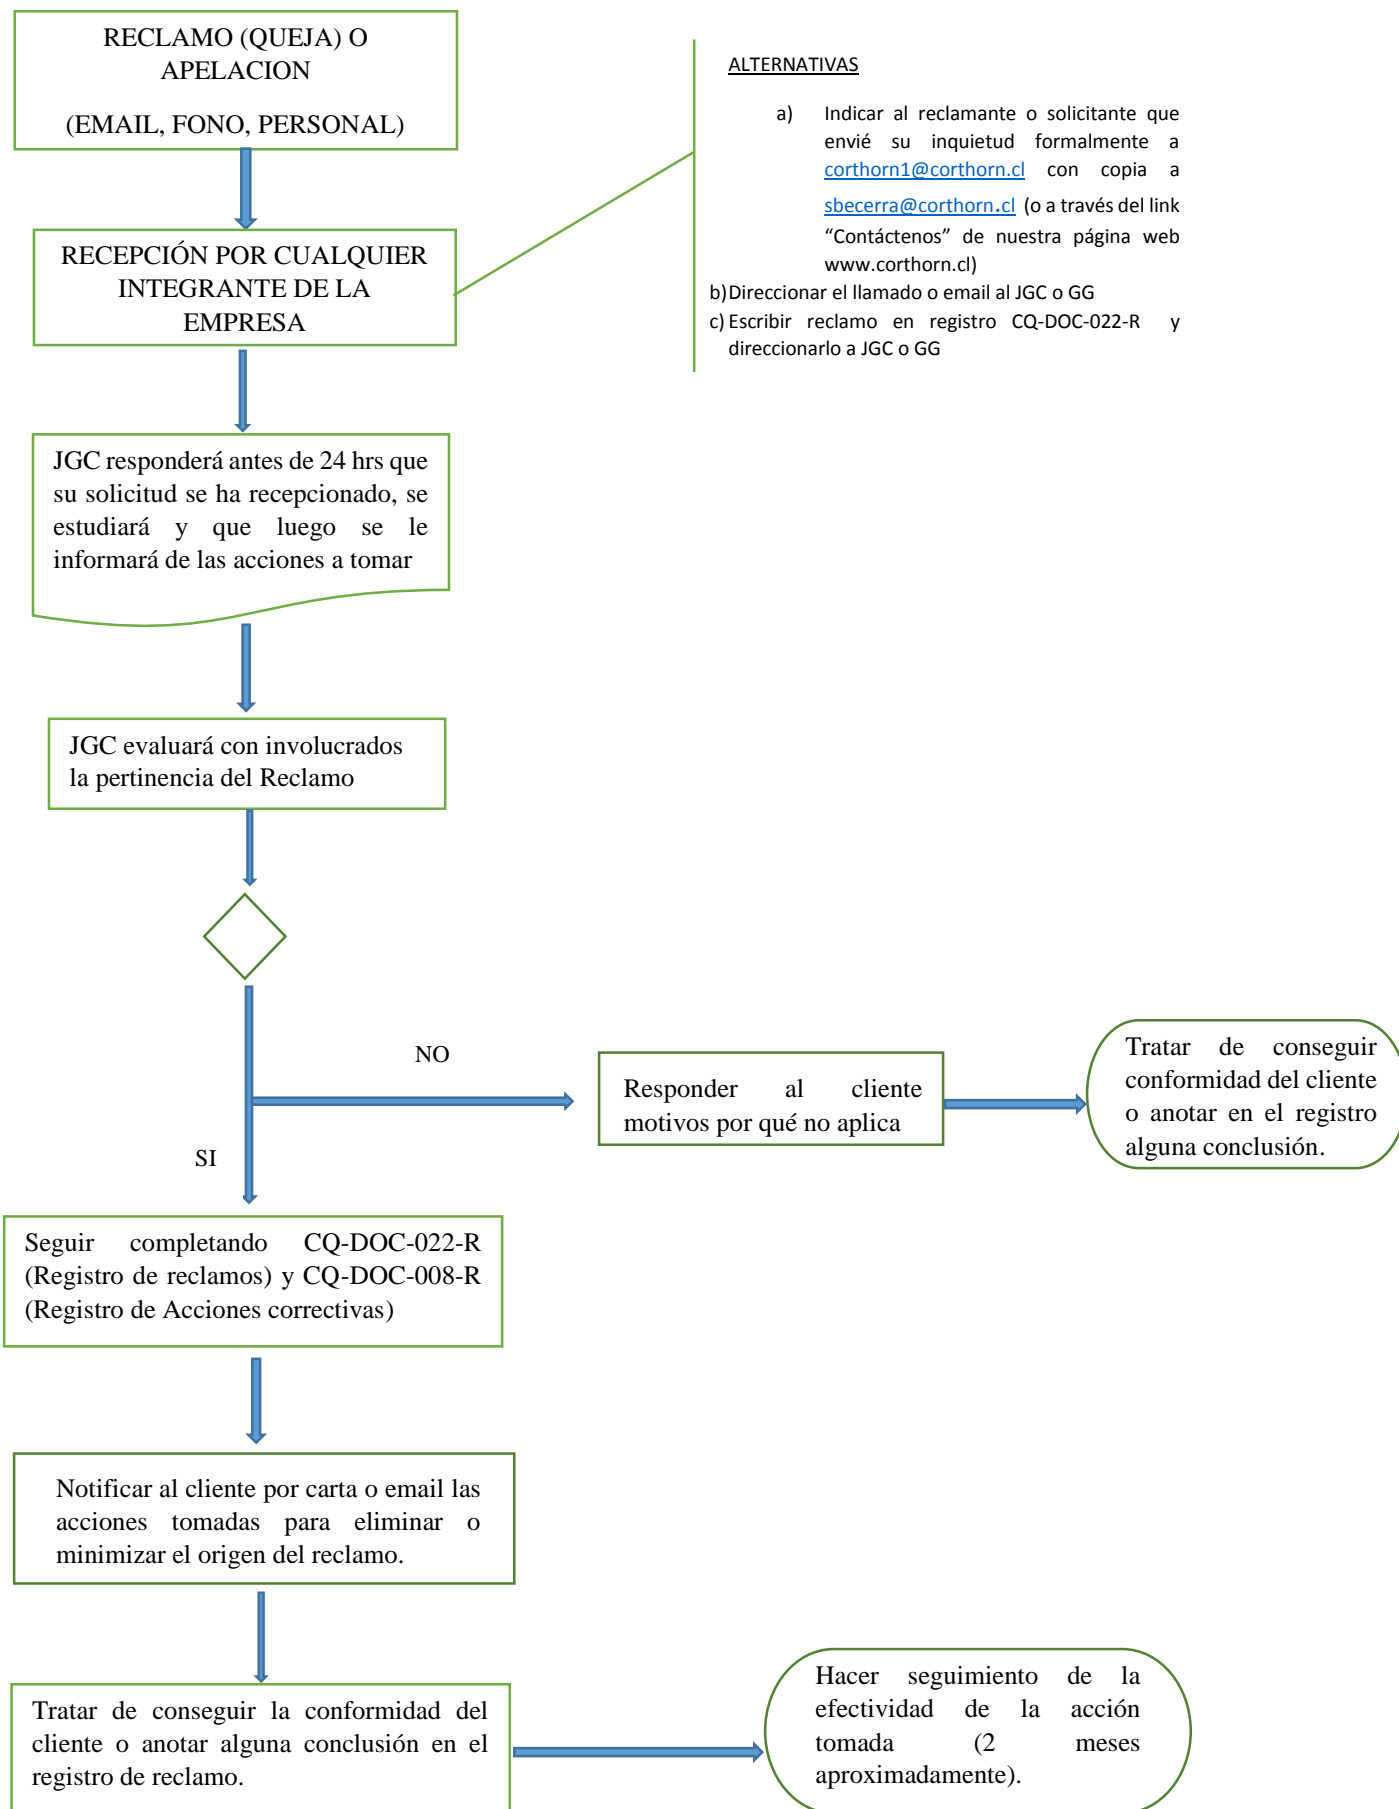 RECLAMO (QUEJA) O
APELACION
(EMAIL, FONO, PERSONAL)
RECEPCIÓN POR CUALQUIER
INTEGRANTE DE LA
EMPRESA
ALTERNATIVAS
a) Indicar al reclamante o solicitante que
envié su inquietud formalmente a
corthorn1@corthorn.cl con copia a
sbecerra@corthorn.cl (o a través del link
“Contáctenos” de nuestra página web
www.corthorn.cl)
b) Direccionar el llamado o email al JGC o GG
c) Escribir reclamo en registro CQ-DOC-022-R y
direccionarlo a JGC o GG
JGC responderá antes de 24 hrs que
su solicitud se ha recepcionado, se
estudiará y que luego se le
informará de las acciones a tomar
JGC evaluará con involucrados
la pertinencia del Reclamo
NO
Responder al cliente
motivos por qué no aplica
Tratar de conseguir
conformidad del cliente
o anotar en el registro
alguna conclusión.
SI
Seguir completando CQ-DOC-022-R
(Registro de reclamos) y CQ-DOC-008-R
(Registro de Acciones correctivas)
Notificar al cliente por carta o email las
acciones tomadas para eliminar o
minimizar el origen del reclamo.
Tratar de conseguir la conformidad del
cliente o anotar alguna conclusión en el
registro de reclamo.
Hacer seguimiento de la
efectividad de la acción
tomada (2 meses
aproximadamente).